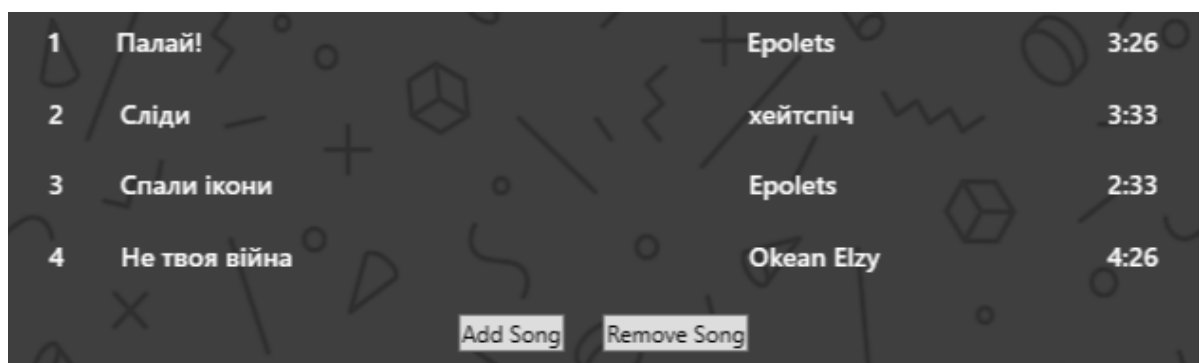 1 Палай! Epolets 3:26
2 Сліди хейтспіч 3:33
3 Спали ікони Epolets 2:33
4 Не твоя війна Okean Elzy 4:26
Add Song Remove Song